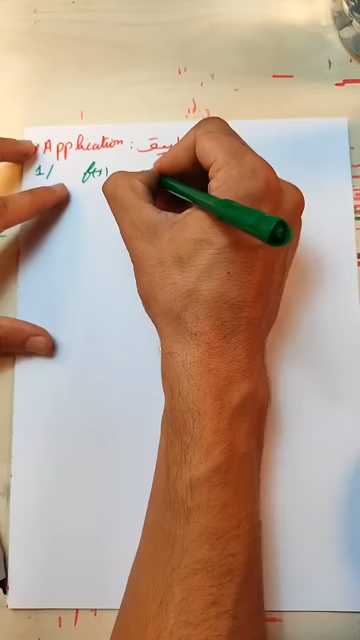 Application :
1/ f(x)